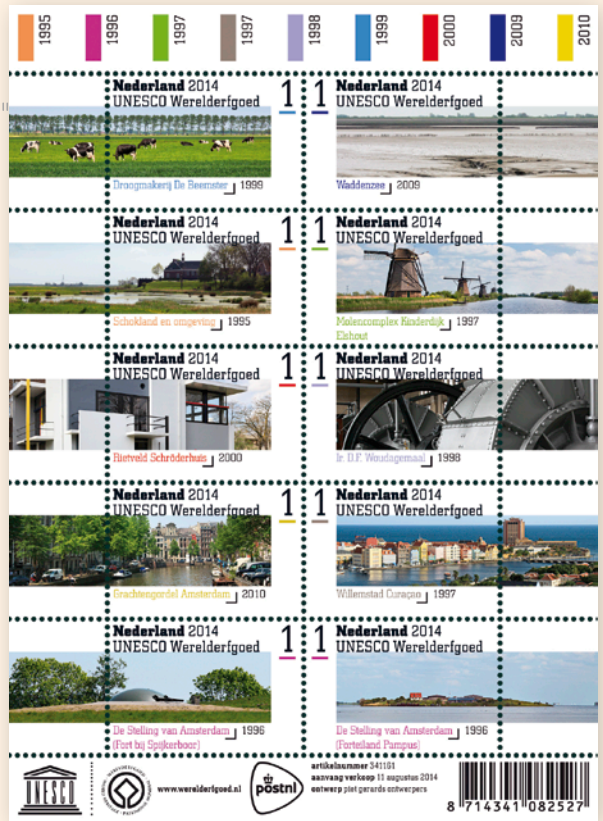 1995
1996
1997
1997
1998
1999
2000
2009
2010
Nederland 2014
UNESCO Werelderfgoed
1
Droogmakerij De Beemster 1999
1
Nederland 2014
UNESCO Werelderfgoed
Waddenzee 2009
Nederland 2014
UNESCO Werelderfgoed
1
Schokland en omgeving 1995
1
Nederland 2014
UNESCO Werelderfgoed
Molencomplex Kinderdijk 1997
Elshout
Nederland 2014
UNESCO Werelderfgoed
1
Rietveld Schröderhuis 2000
1
Nederland 2014
UNESCO Werelderfgoed
Ir. D.F. Woudagemaal 1998
Nederland 2014
UNESCO Werelderfgoed
1
Grachtengordel Amsterdam 2010
1
Nederland 2014
UNESCO Werelderfgoed
Willemstad Curaçao 1997
Nederland 2014
UNESCO Werelderfgoed
1
De Stelling van Amsterdam 1996
(Fort bij Spijkerboor)
1
Nederland 2014
UNESCO Werelderfgoed
De Stelling van Amsterdam 1996
(Forteiland Pampus)
UNESCO
www.werelderfgoed.nl
postnl
artikelnummer 341161
aanvang verkoop 11 augustus 2014
ontwerp piet gerards ontwerpers
8 714341 082527